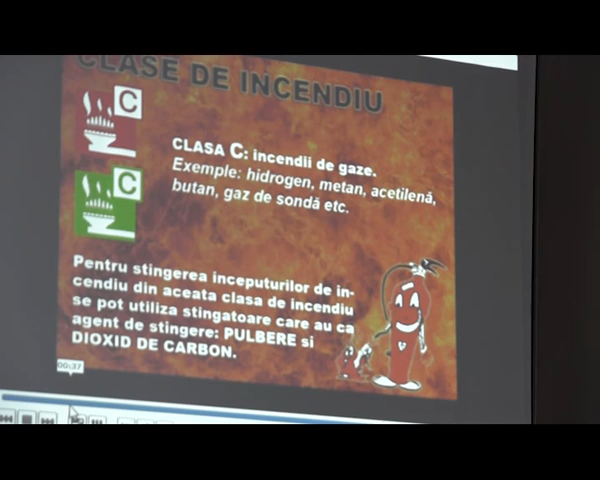 CLASE DE INCENDIU
C
CLASA C: incendii de gaze.
Exemple: hidrogen, metan, acetilenă,
butan, gaz de sondă etc.
C
Pentru stingerea inceputurilor de in-
cendiu din aceata clasa de incendiu
se pot utiliza stingatoare care au ca
agent de stingere: PULBERE si
DIOXID DE CARBON.
00:37